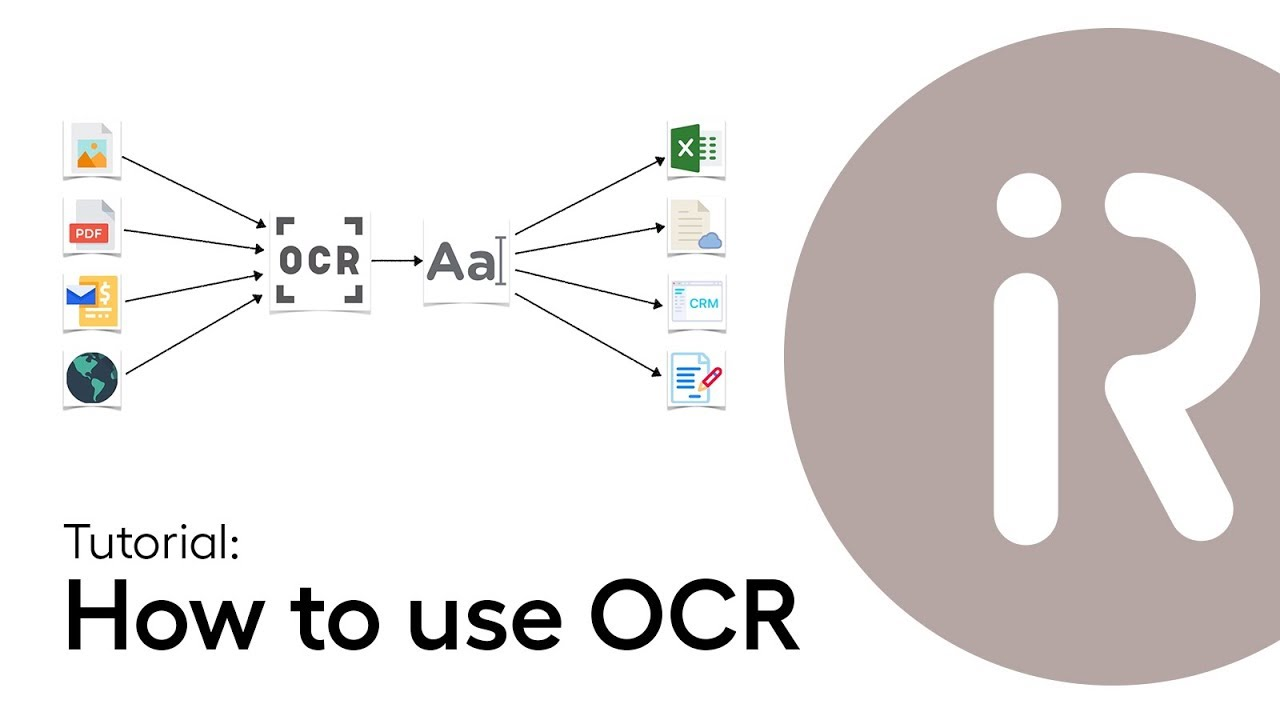 PDF
$
OCR
Aa
X
CRM
iR
Tutorial:
How to use OCR